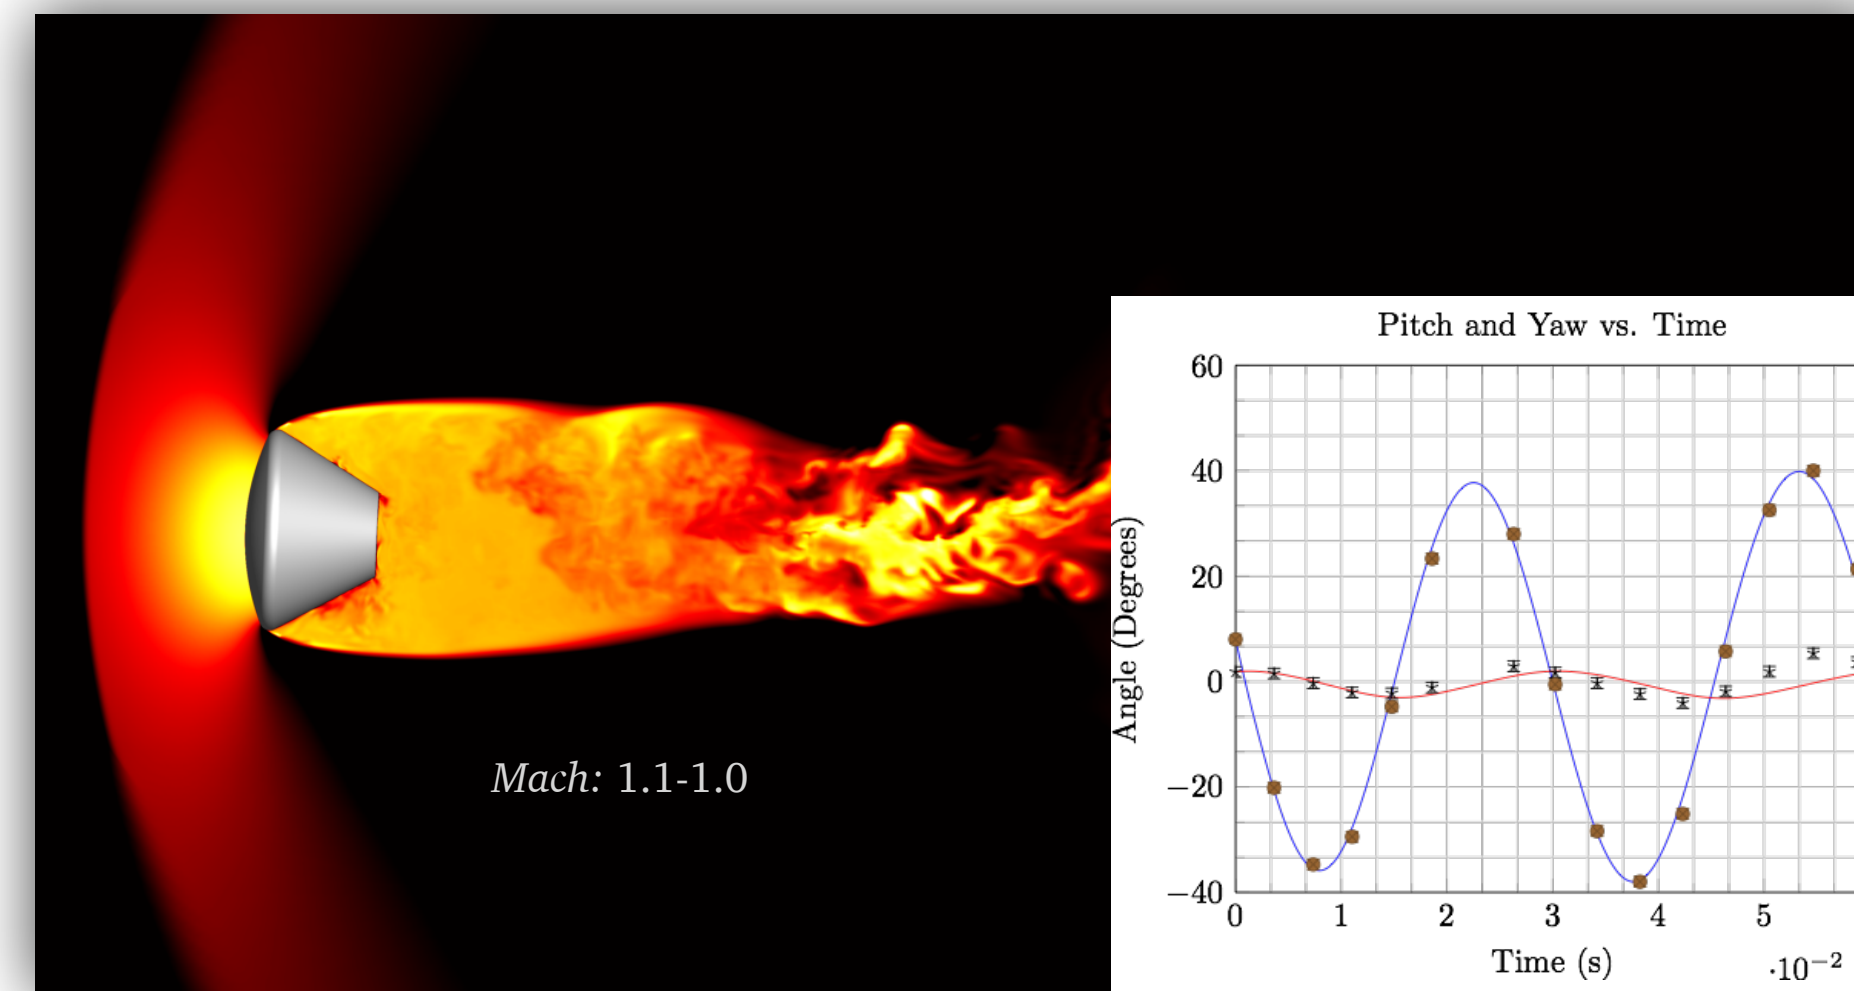 Mach: 1.1-1.0
Pitch and Yaw vs. Time
60
40
20
0
−20
−40
Angle (Degrees)
0 1 2 3 4 5
Time (s)
·10−2